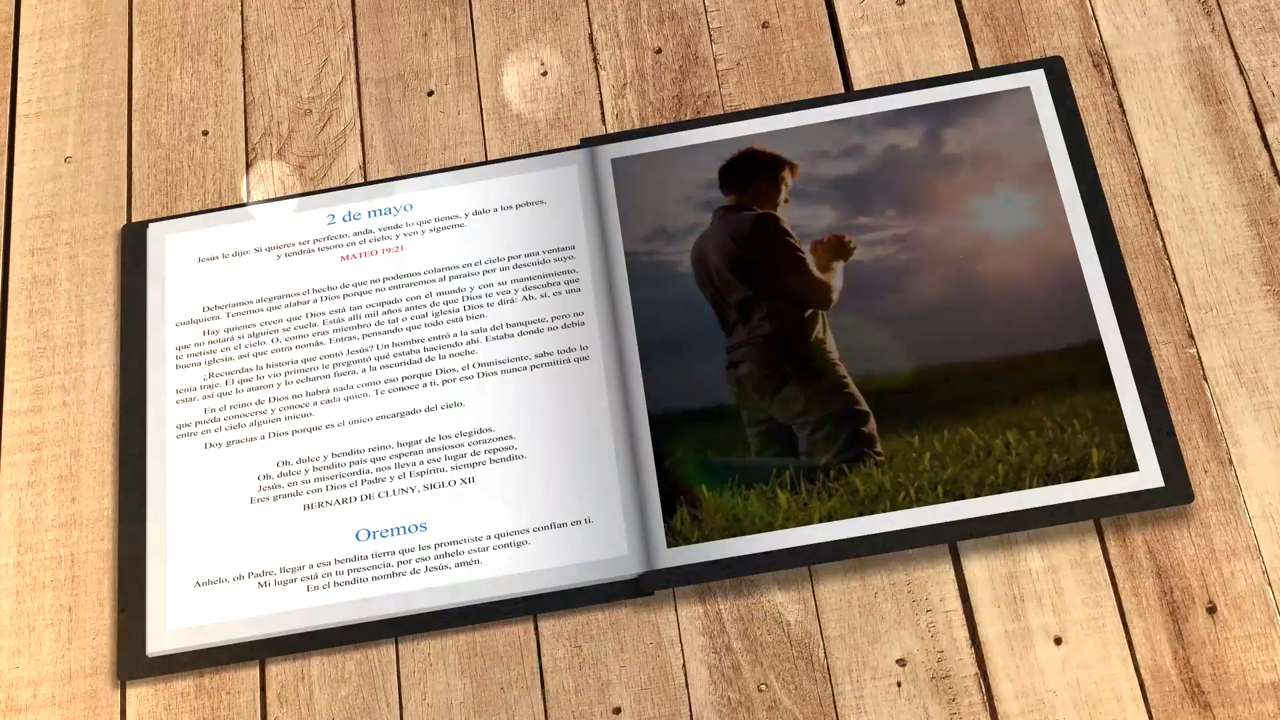 2 de mayo
Jesús le dijo: Si quieres ser perfecto, anda, vende lo que tienes, y dalo a los pobres,
y tendrás tesoro en el cielo; y ven y sígueme.
MATEO 19:21
Deberíamos alegrarnos el hecho de que no podemos colarnos en el cielo por una ventana
cualquiera. Tenemos que alabar a Dios porque no entraremos al paraíso por un descuido suyo.
Hay quienes creen que Dios está tan ocupado con el mundo y con su mantenimiento,
que no notará si alguien se cuela. Estás allí mil años antes de que Dios te vea y descubra que
te metiste en el cielo. O, como eras miembro de tal o cual iglesia Dios te dirá: Ah, sí, es una
buena iglesia, así que entra nomás. Entras, pensando que todo está bien.
¿Recuerdas la historia que contó Jesús? Un hombre entró a la sala del banquete, pero no
tenía traje. El que lo vio primero le preguntó qué estaba haciendo ahí. Estaba donde no debía
estar, así que lo ataron y lo echaron fuera, a la oscuridad de la noche.
En el reino de Dios no habrá nada como eso porque Dios, el Omnisciente, sabe todo lo
que pueda conocerse y conoce a cada quien. Te conoce a ti, por eso Dios nunca permitirá que
entre en el cielo alguien inicuo.
Doy gracias a Dios porque es el único encargado del cielo.
Oh, dulce y bendito reino, hogar de los elegidos.
Oh, dulce y bendito país que esperan ansiosos corazones.
Jesús, en su misericordia, nos lleva a ese lugar de reposo,
Eres grande con Dios el Padre y el Espíritu, siempre bendito.
BERNARD DE CLUNY, SIGLO XII
Oremos
Anhelo, oh Padre, llegar a esa bendita tierra que les prometiste a quienes confían en ti.
Mi lugar está en tu presencia, por eso anhelo estar contigo.
En el bendito nombre de Jesús, amén.